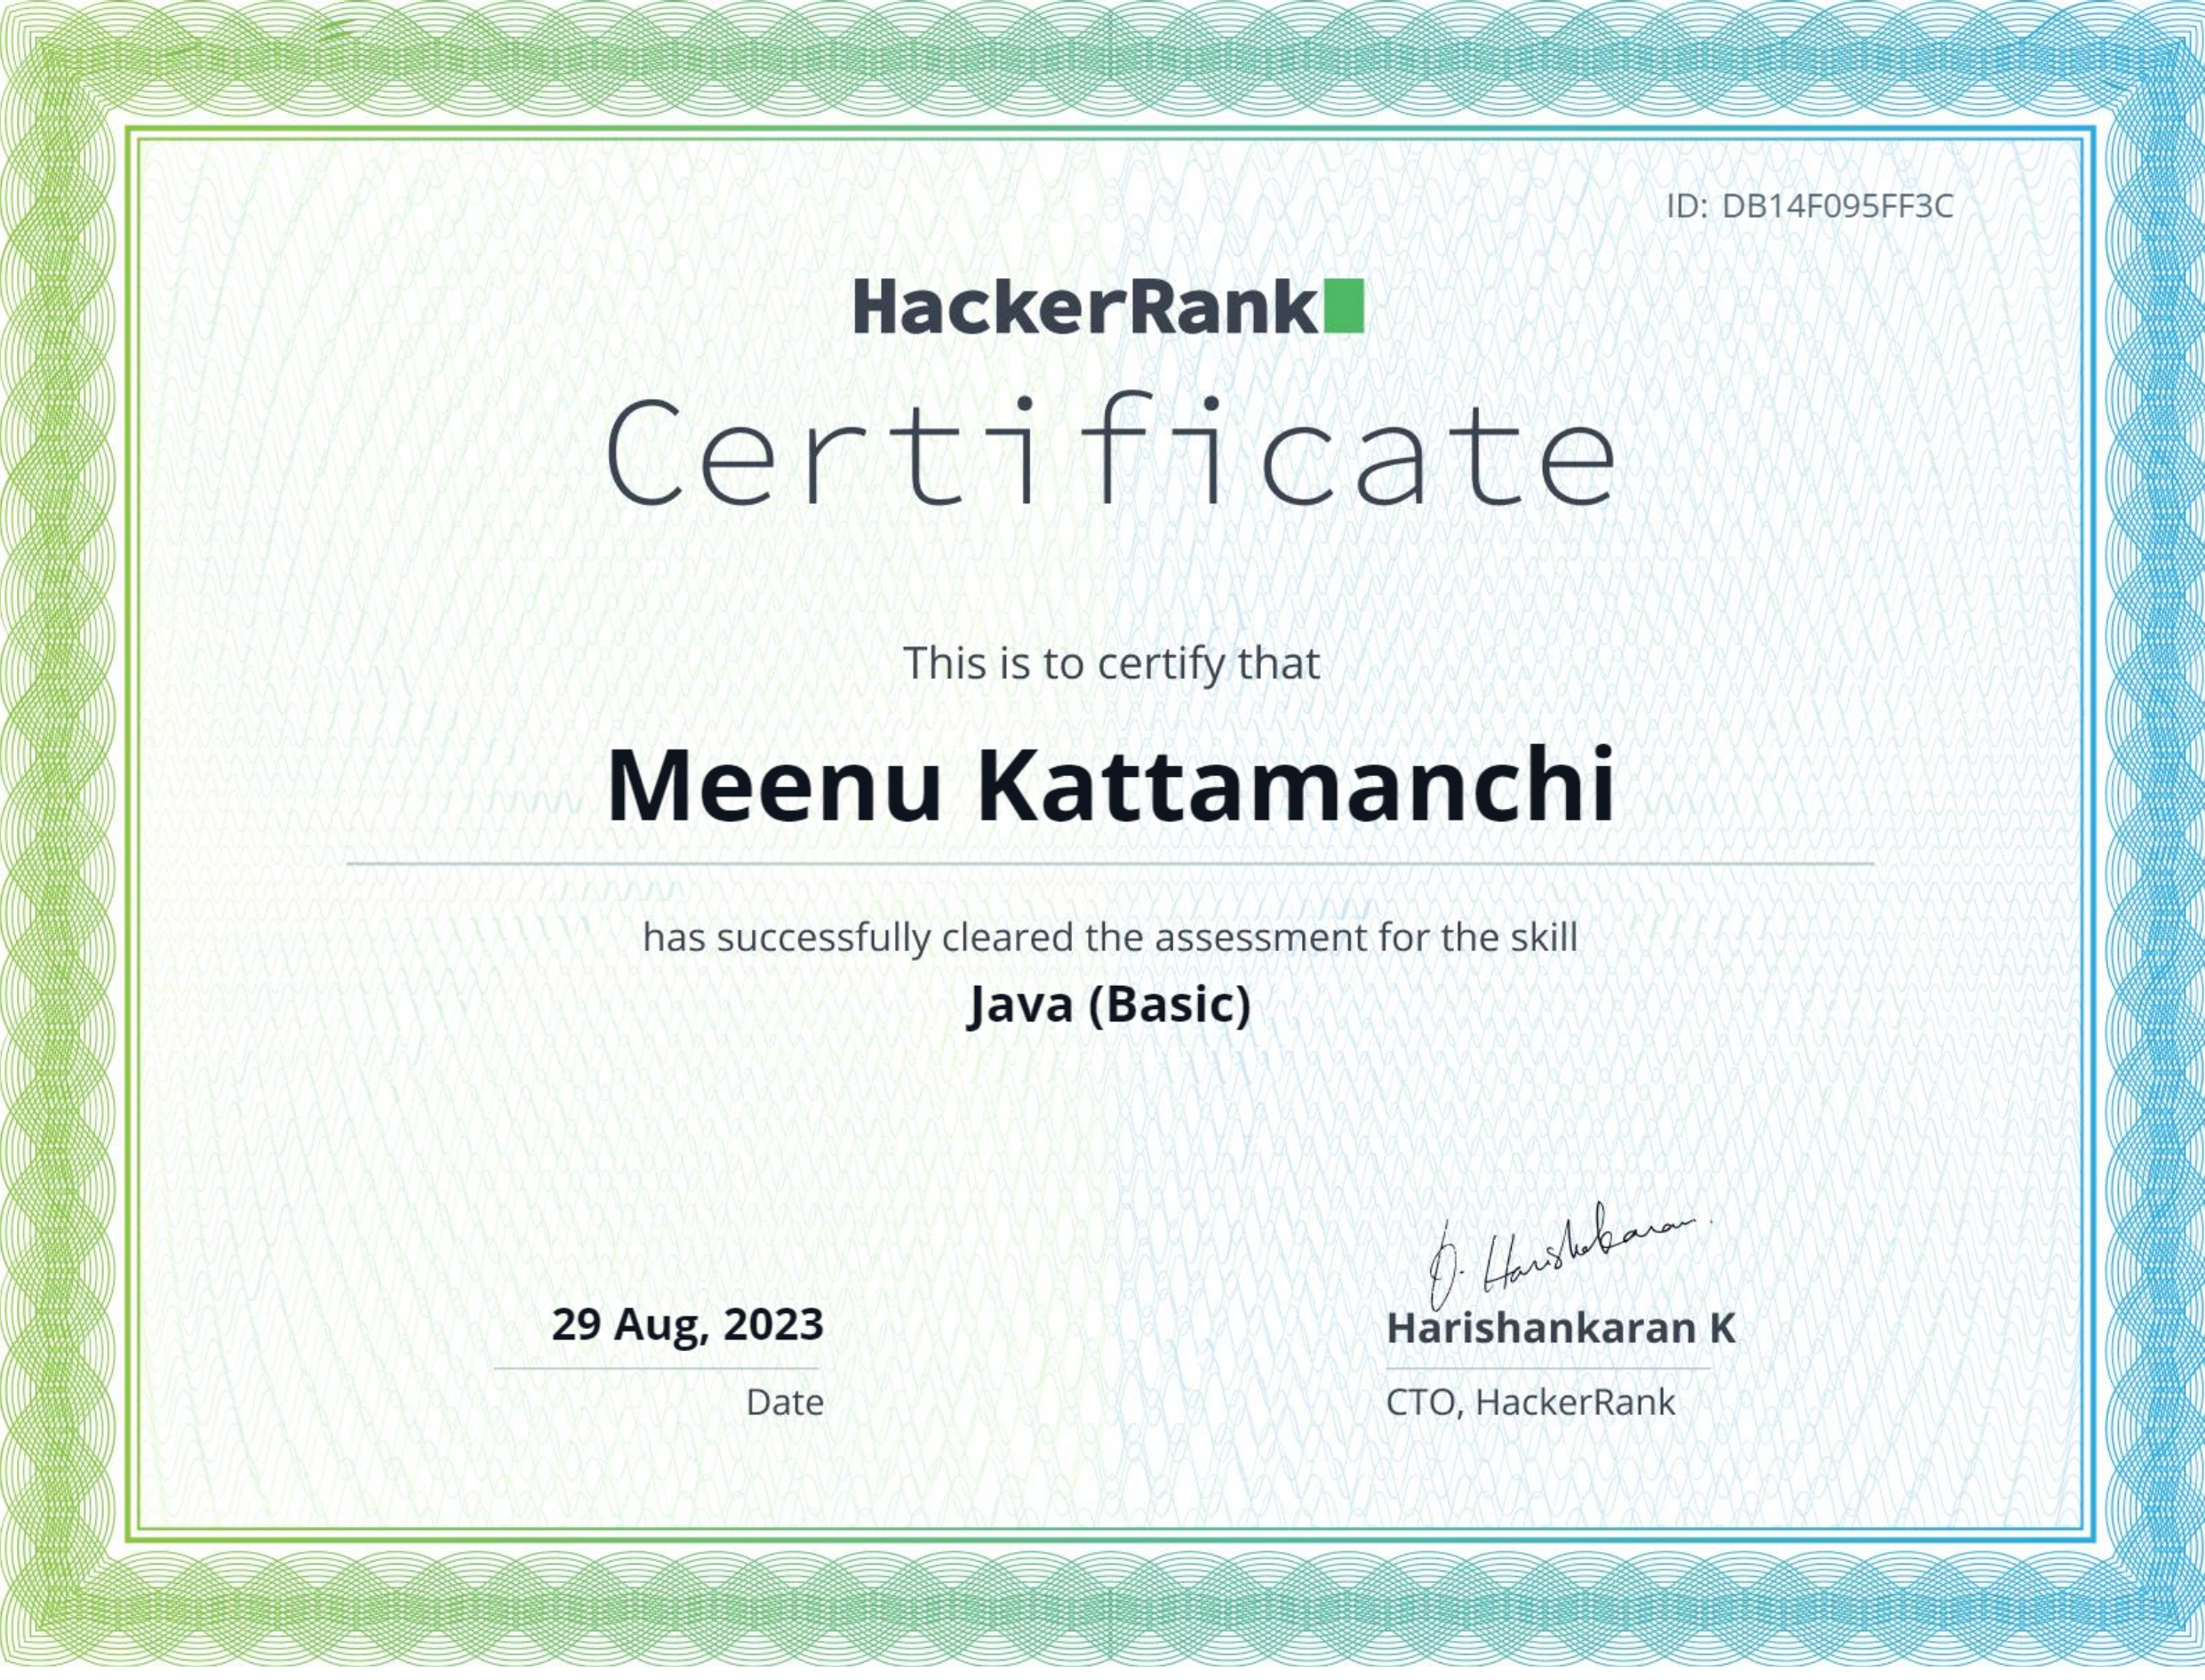 ID: DB14F095FF3C
HackerRank
Certificate
This is to certify that
Meenu Kattamanchi
has successfully cleared the assessment for the skill
Java (Basic)
29 Aug, 2023
Date
Harishankaran K
CTO, HackerRank